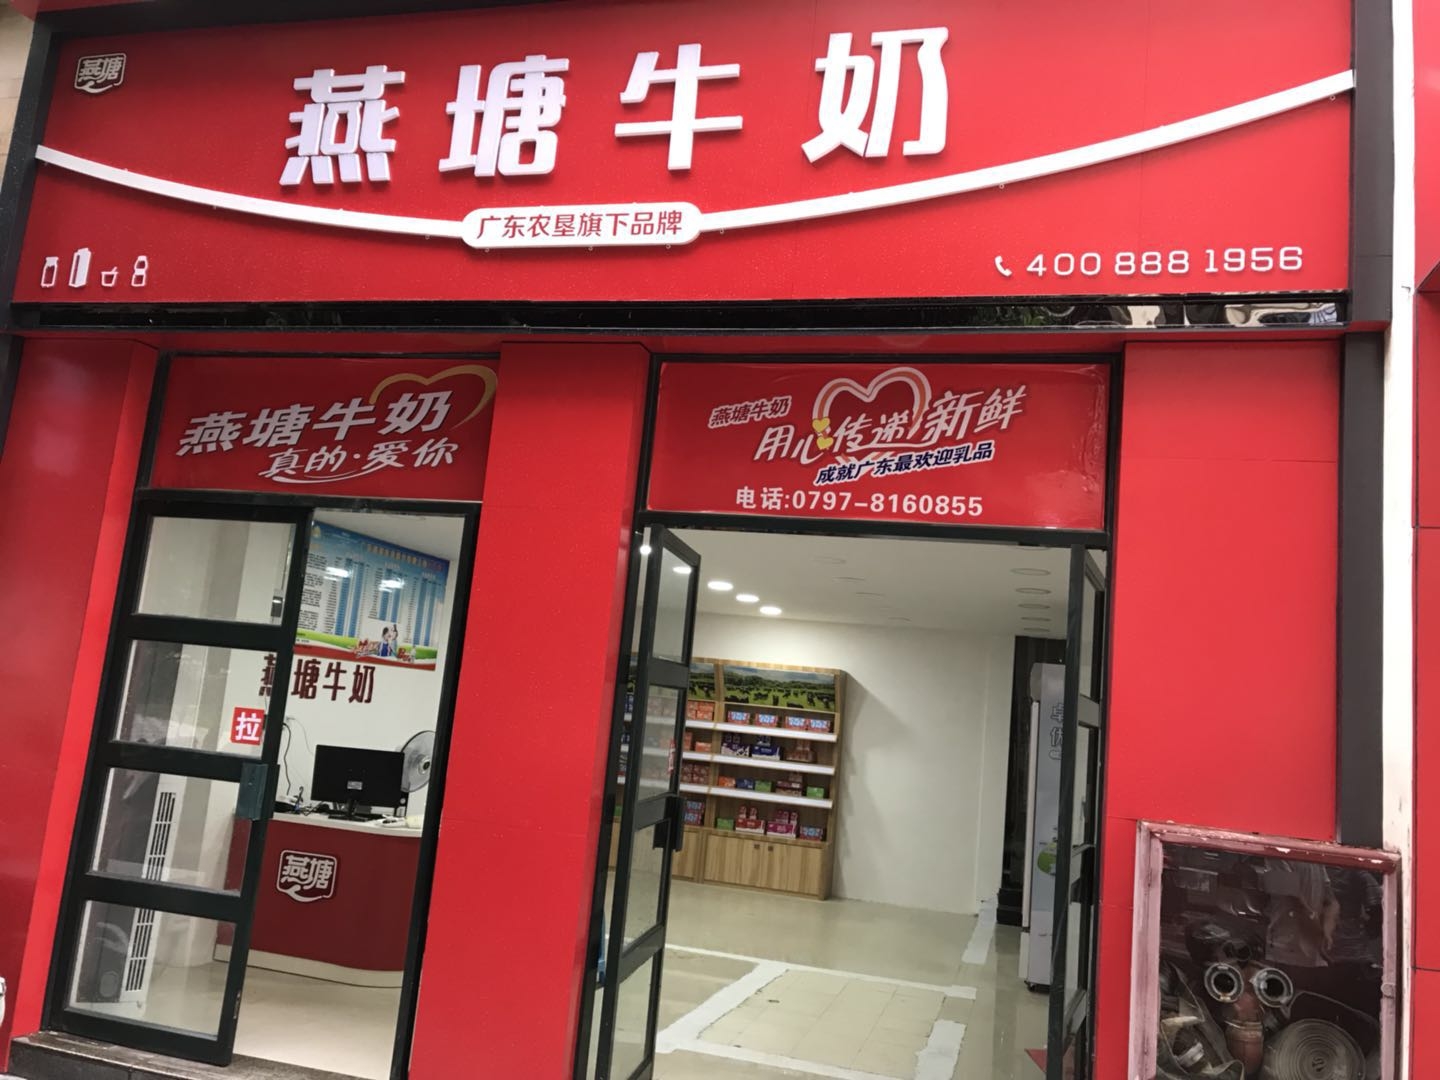 燕塘
燕塘牛奶
广东农垦旗下品牌
400 888 1956
燕塘牛奶
真的·爱你
燕塘牛奶
用心传递新鲜
成就广东最欢迎乳品
电话:0797-8160855
燕塘牛奶
拉
燕塘